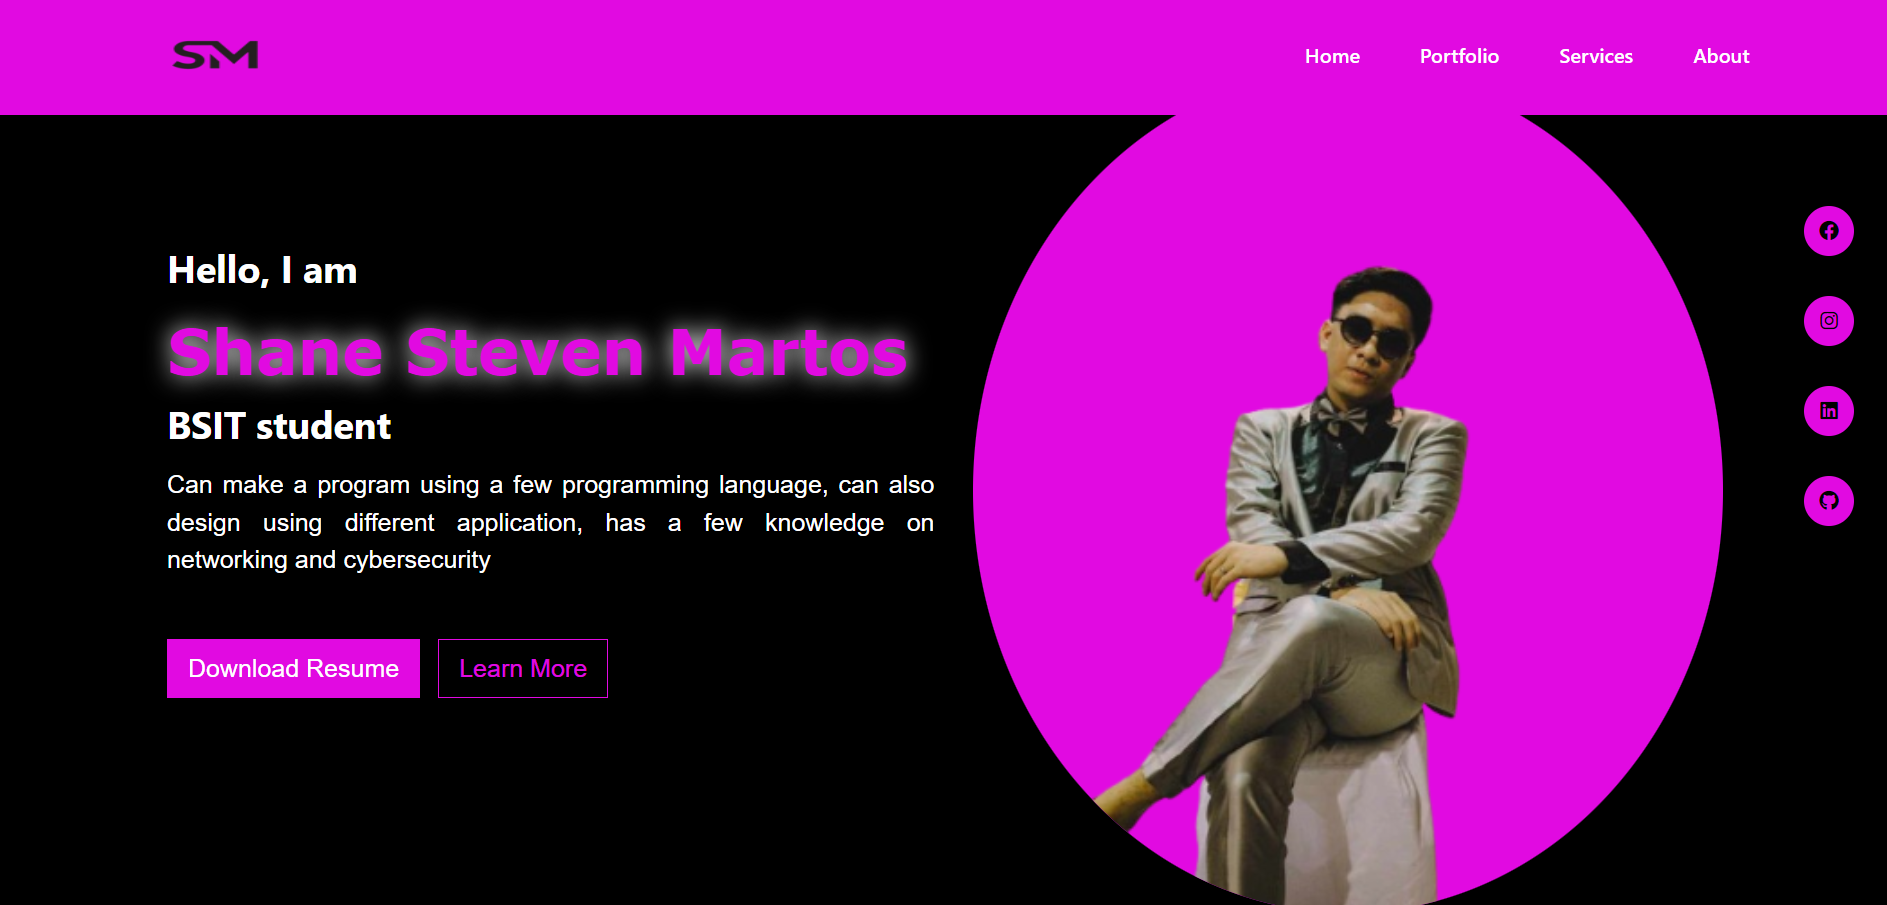 SM
Home Portfolio Services About
Hello, I am
Shane Steven Martos
BSIT student
Can make a program using a few programming language, can also
design using different application, has a few knowledge on
networking and cybersecurity
Download Resume Learn More